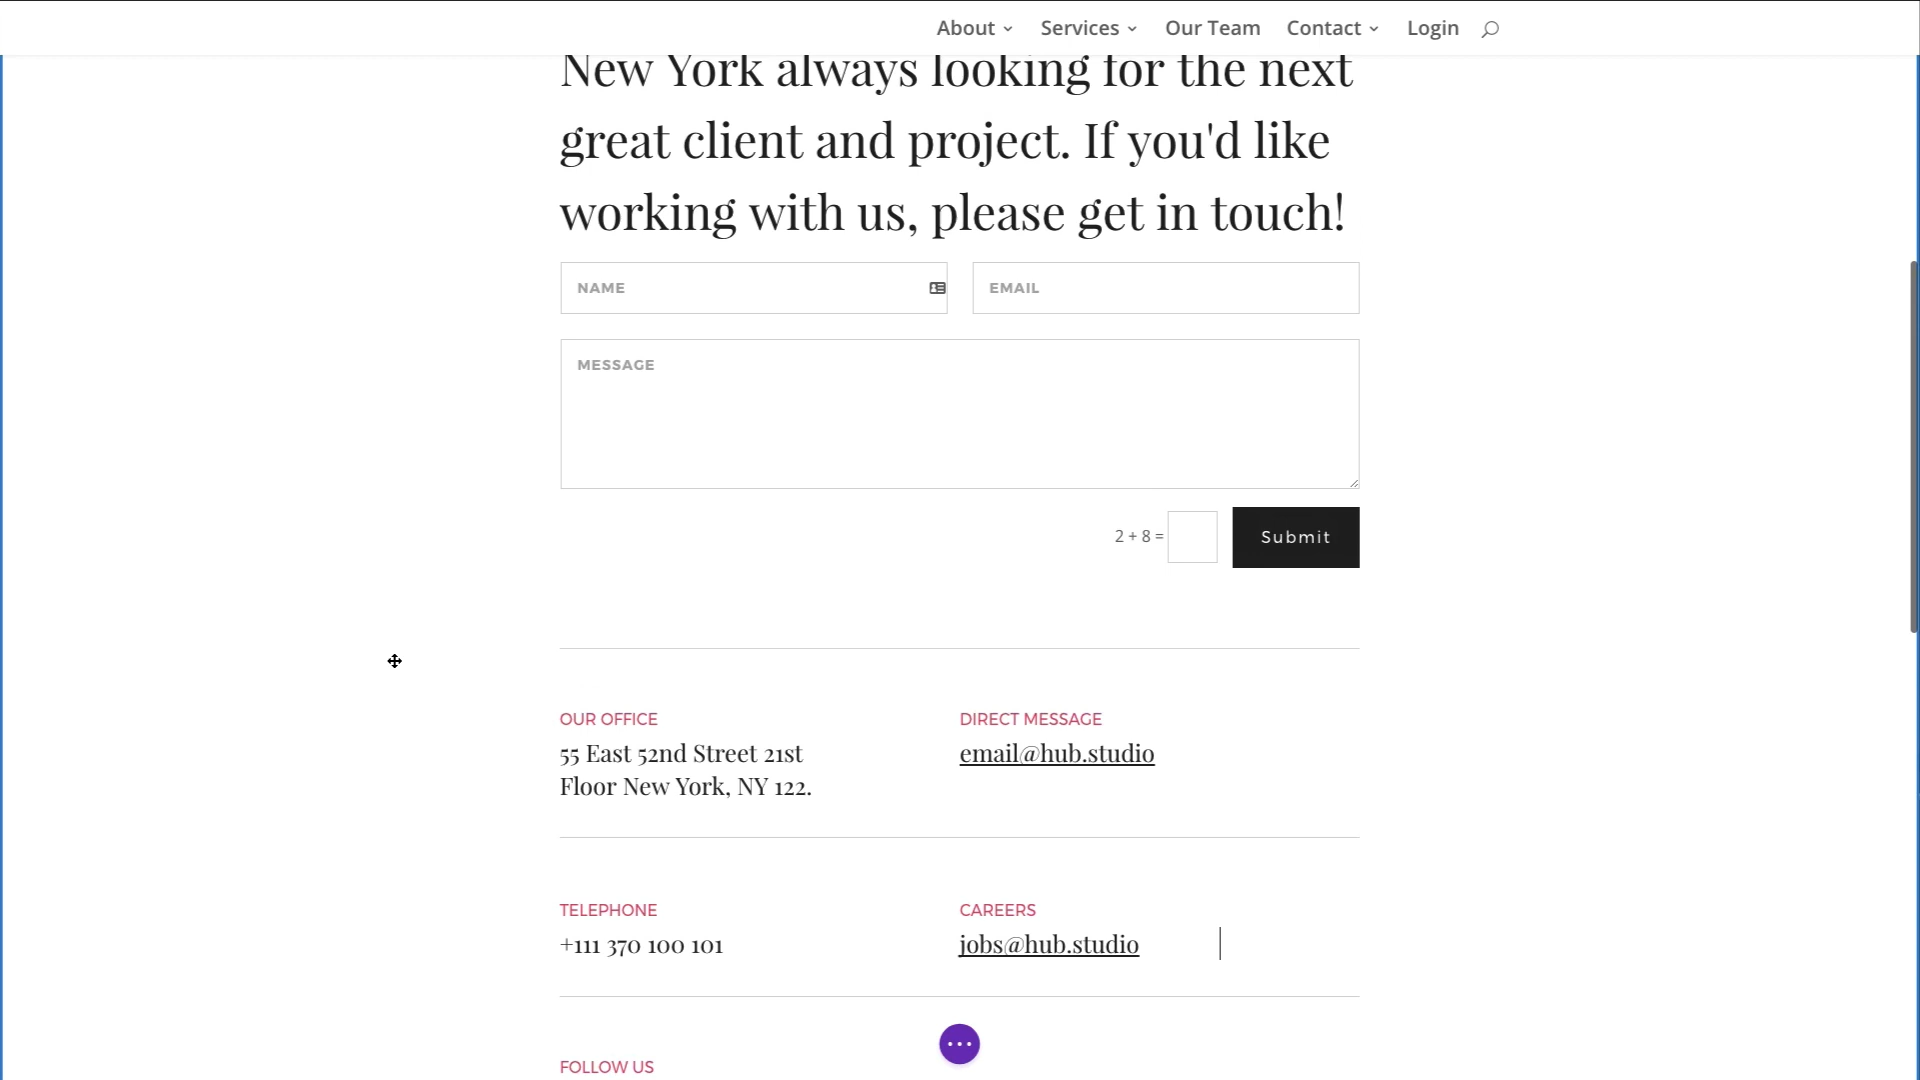 About Services Our Team Contact Login
New York always looking for the next
great client and project. If you'd like
working with us, please get in touch!
NAME EMAIL
MESSAGE
2 + 8 = Submit
OUR OFFICE
55 East 52nd Street 21st
Floor New York, NY 122.
DIRECT MESSAGE
email@hub.studio
TELEPHONE
+111 370 100 101
CAREERS
jobs@hub.studio
FOLLOW US